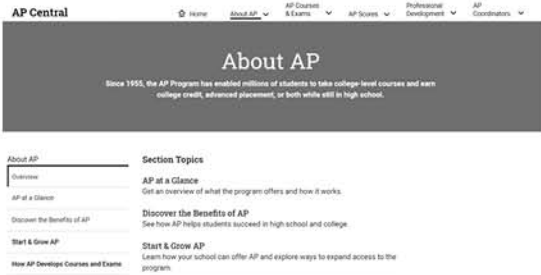 AP Central
Home
About AP
AP Courses
& Exams
AP Scores
Professional
Development
AP
Coordinators
About AP
Since 1955, the AP Program has enabled millions of students to take college-level courses and earn
college credit, advanced placement, or both while still in high school.
About AP
Overview
AP at a Glance
Discover the Benefits of AP
Start & Grow AP
How AP Develops Courses and Exams
Section Topics
AP at a Glance
Get an overview of what the program offers and how it works.
Discover the Benefits of AP
See how AP helps students succeed in high school and college.
Start & Grow AP
Learn how your school can offer AP and explore ways to expand access to the
program.